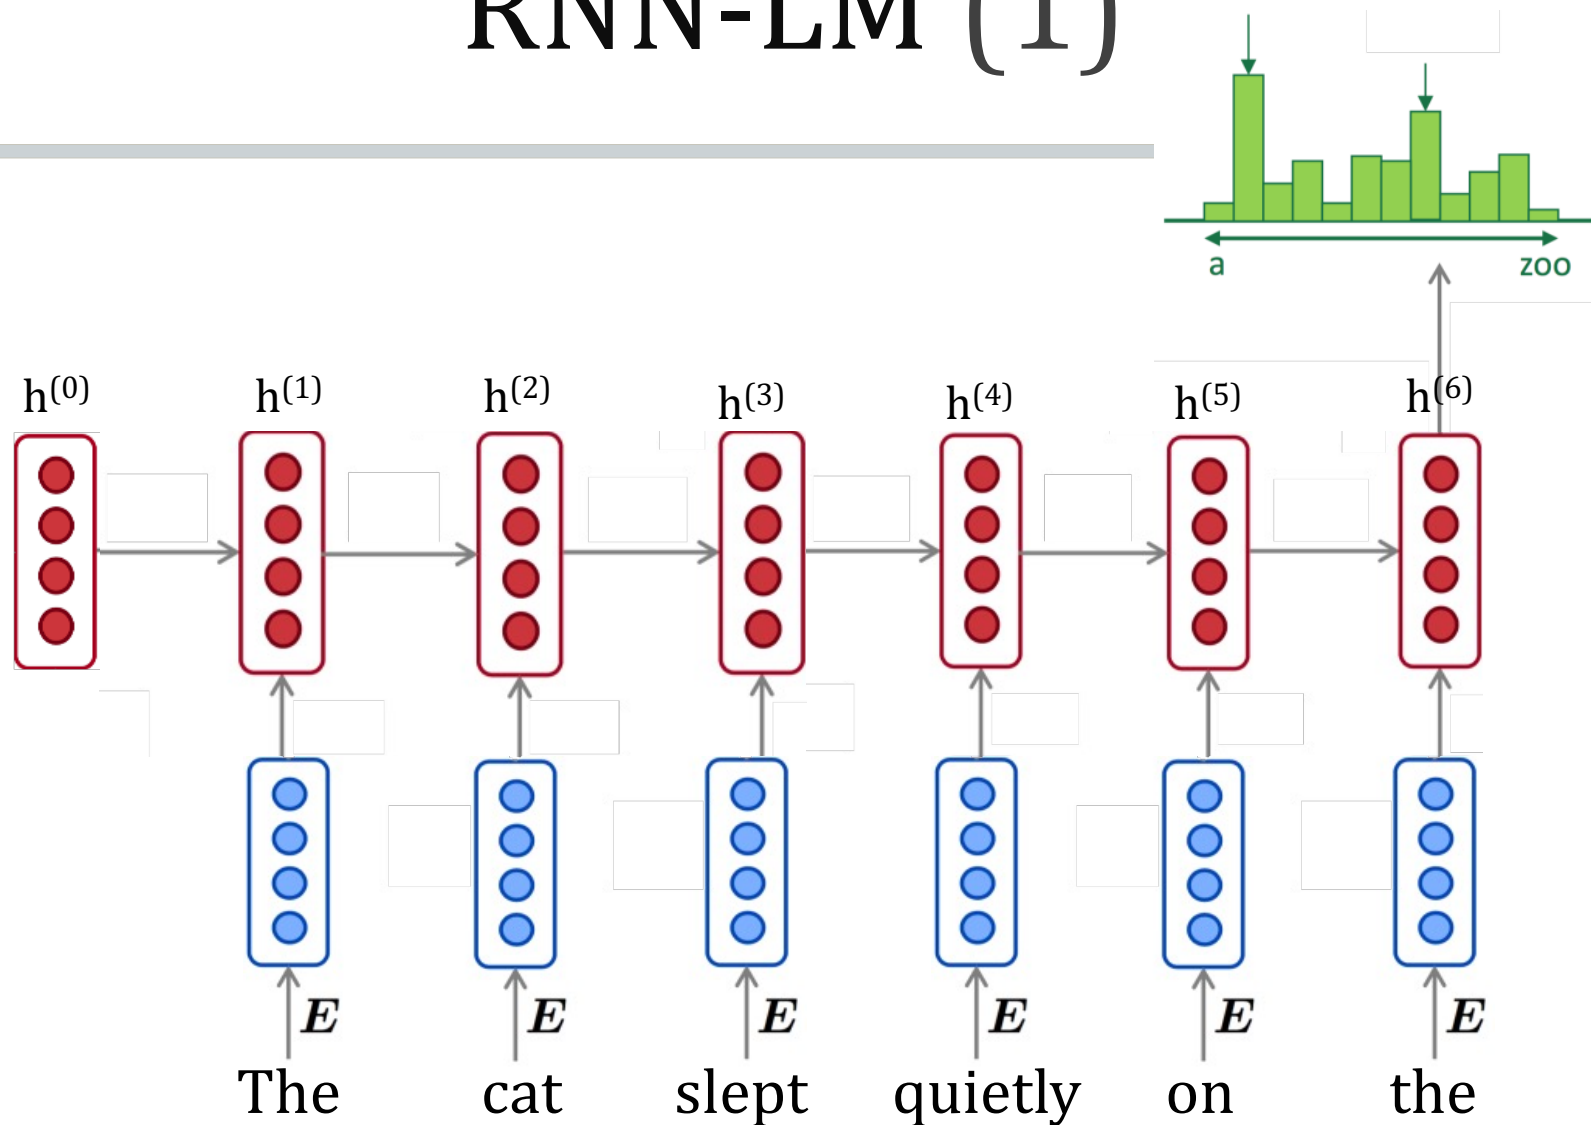 RNN-LM (1)
a zoo
h⁽⁰⁾ h⁽¹⁾ h⁽²⁾ h⁽³⁾ h⁽⁴⁾ h⁽⁵⁾ h⁽⁶⁾
E E E E E E
The cat slept quietly on the